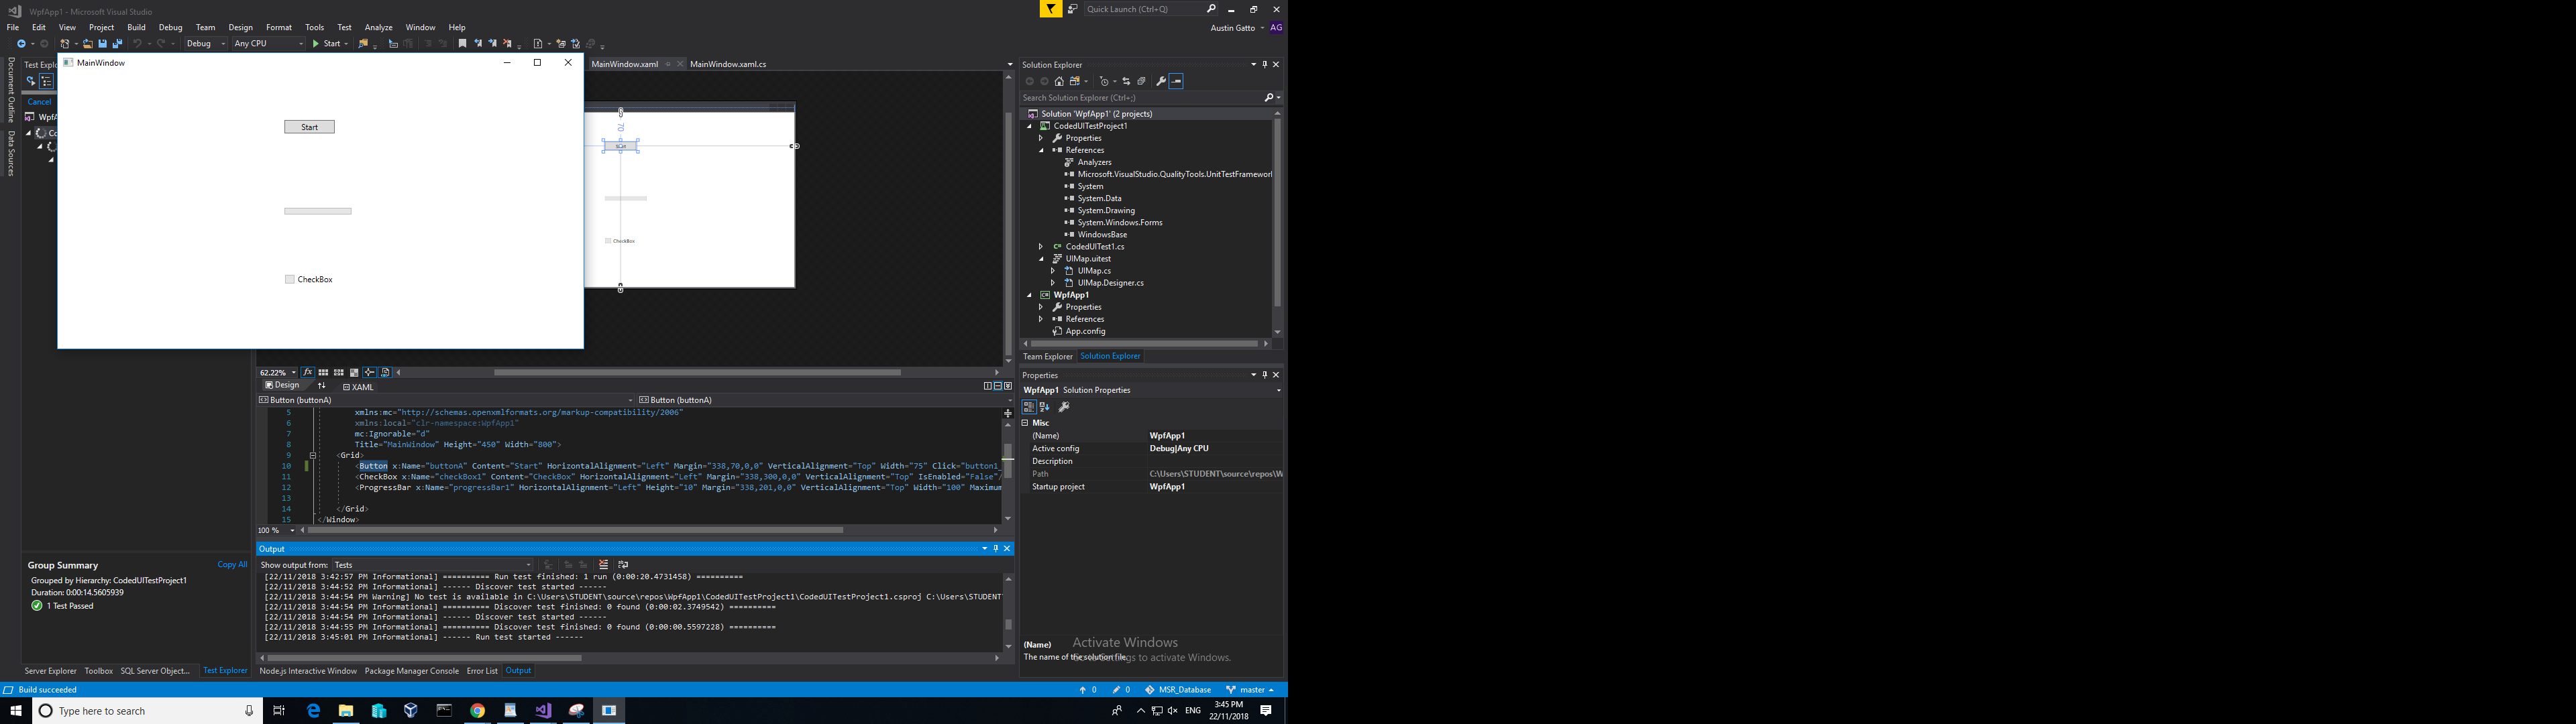 WpfApp1 - Microsoft Visual Studio
Quick Launch (Ctrl+Q)
File Edit View Project Build Debug Team Design Format Tools Test Analyze Window Help
Austin Gatto AG
Debug Any CPU Start
Document Outline
Data Sources
Test Explo
Cancel
WpfA
Co
MainWindow
Start
CheckBox
MainWindow.xaml MainWindow.xaml.cs
70
Start
CheckBox
62.22%
Design XAML
Button (buttonA) Button (buttonA)
5 xmlns:mc="http://schemas.openxmlformats.org/markup-compatibility/2006"
6 xmlns:local="clr-namespace:WpfApp1"
7 mc:Ignorable="d"
8 Title="MainWindow" Height="450" Width="800">
9 <Grid>
10 <Button x:Name="buttonA" Content="Start" HorizontalAlignment="Left" Margin="338,70,0,0" VerticalAlignment="Top" Width="75" Click="button1_
11 <CheckBox x:Name="checkBox1" Content="CheckBox" HorizontalAlignment="Left" Margin="338,300,0,0" VerticalAlignment="Top" IsEnabled="False"/
12 <ProgressBar x:Name="progressBar1" HorizontalAlignment="Left" Height="10" Margin="338,201,0,0" VerticalAlignment="Top" Width="100" Maximum
13
14 </Grid>
15 </Window>
100 %
Output
Show output from: Tests
[22/11/2018 3:42:57 PM Informational] ========== Run test finished: 1 run (0:00:20.4731458) ==========
[22/11/2018 3:44:52 PM Informational] ------ Discover test started ------
[22/11/2018 3:44:54 PM Warning] No test is available in C:\Users\STUDENT\source\repos\WpfApp1\CodedUITestProject1\CodedUITestProject1.csproj C:\Users\STUDENT
[22/11/2018 3:44:54 PM Informational] ========== Discover test finished: 0 found (0:00:02.3749542) ==========
[22/11/2018 3:44:54 PM Informational] ------ Discover test started ------
[22/11/2018 3:44:55 PM Informational] ========== Discover test finished: 0 found (0:00:00.5597228) ==========
[22/11/2018 3:45:01 PM Informational] ------ Run test started ------
Group Summary Copy All
Grouped by Hierarchy: CodedUITestProject1
Duration: 0:00:14.5605939
1 Test Passed
Server Explorer Toolbox SQL Server Object... Test Explorer
Node.js Interactive Window Package Manager Console Error List Output
Solution Explorer
Search Solution Explorer (Ctrl+;)
Solution 'WpfApp1' (2 projects)
CodedUITestProject1
Properties
References
Analyzers
Microsoft.VisualStudio.QualityTools.UnitTestFramework
System
System.Data
System.Drawing
System.Windows.Forms
WindowsBase
CodedUITest1.cs
UIMap.uitest
UIMap.cs
UIMap.Designer.cs
WpfApp1
Properties
References
App.config
Team Explorer Solution Explorer
Properties
WpfApp1 Solution Properties
Misc
(Name) WpfApp1
Active config Debug|Any CPU
Description
Path C:\Users\STUDENT\source\repos\W
Startup project WpfApp1
(Name)
The name of the solution file.
Activate Windows
Go to Settings to activate Windows.
Build succeeded
0 0 MSR_Database master
Type here to search
ENG
3:45 PM
22/11/2018